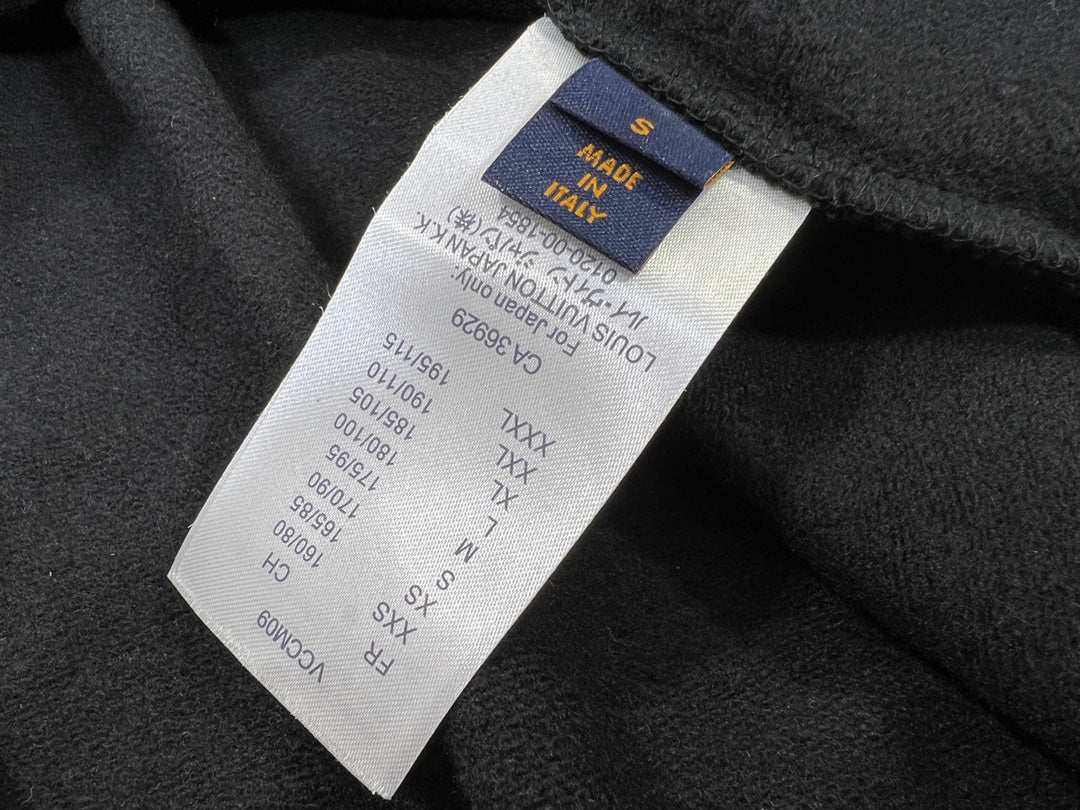 S
MADE
IN
ITALY
VCCM09
FR CH
XXS 160/80
XS 165/85
S 170/90
M 175/95
L 180/100
XL 185/105
XXL 190/110
XXXL 195/115
CA 36929
For Japan only:
LOUIS VUITTON JAPAN K.K.
ルイ・ヴィトン ジャパン(株)
0120-00-1854